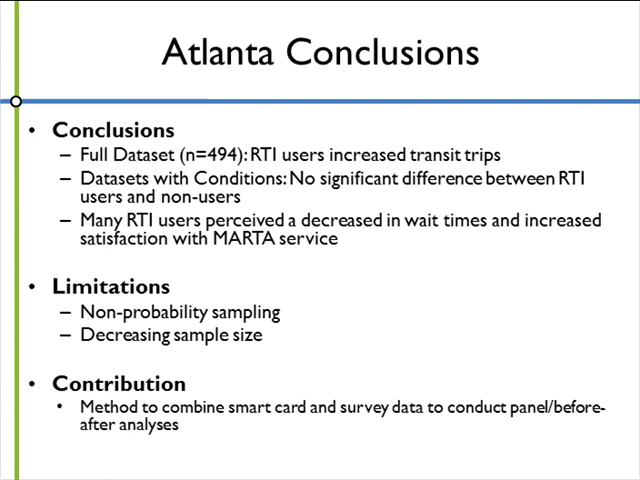 Atlanta Conclusions
• Conclusions
– Full Dataset (n=494): RTI users increased transit trips
– Datasets with Conditions: No significant difference between RTI
users and non-users
– Many RTI users perceived a decreased in wait times and increased
satisfaction with MARTA service
• Limitations
– Non-probability sampling
– Decreasing sample size
• Contribution
• Method to combine smart card and survey data to conduct panel/before-
after analyses